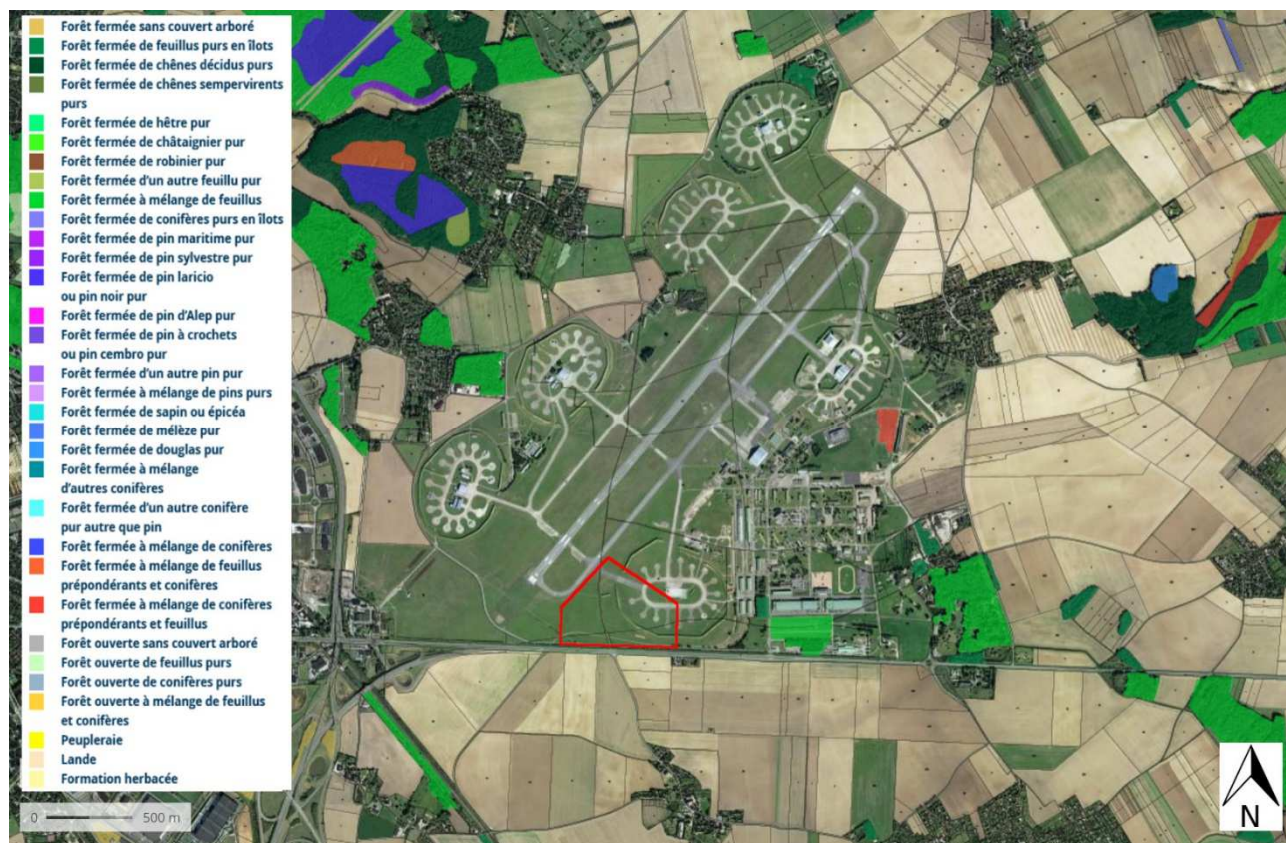 Forêt fermée sans couvert arboré
Forêt fermée de feuillus purs en îlots
Forêt fermée de chênes décidus purs
Forêt fermée de chênes sempervirents
purs
Forêt fermée de hêtre pur
Forêt fermée de châtaignier pur
Forêt fermée de robinier pur
Forêt fermée d'un autre feuillu pur
Forêt fermée à mélange de feuillus
Forêt fermée de conifères purs en îlots
Forêt fermée de pin maritime pur
Forêt fermée de pin sylvestre pur
Forêt fermée de pin laricio
ou pin noir pur
Forêt fermée de pin d'Alep pur
Forêt fermée de pin à crochets
ou pin cembro pur
Forêt fermée d'un autre pin pur
Forêt fermée à mélange de pins purs
Forêt fermée de sapin ou épicéa
Forêt fermée de mélèze pur
Forêt fermée de douglas pur
Forêt fermée à mélange
d'autres conifères
Forêt fermée d'un autre conifère
pur autre que pin
Forêt fermée à mélange de conifères
Forêt fermée à mélange de feuillus
prépondérants et conifères
Forêt fermée à mélange de conifères
prépondérants et feuillus
Forêt ouverte sans couvert arboré
Forêt ouverte de feuillus purs
Forêt ouverte de conifères purs
Forêt ouverte à mélange de feuillus
et conifères
Peupleraie
Lande
Formation herbacée
0 500 m
N